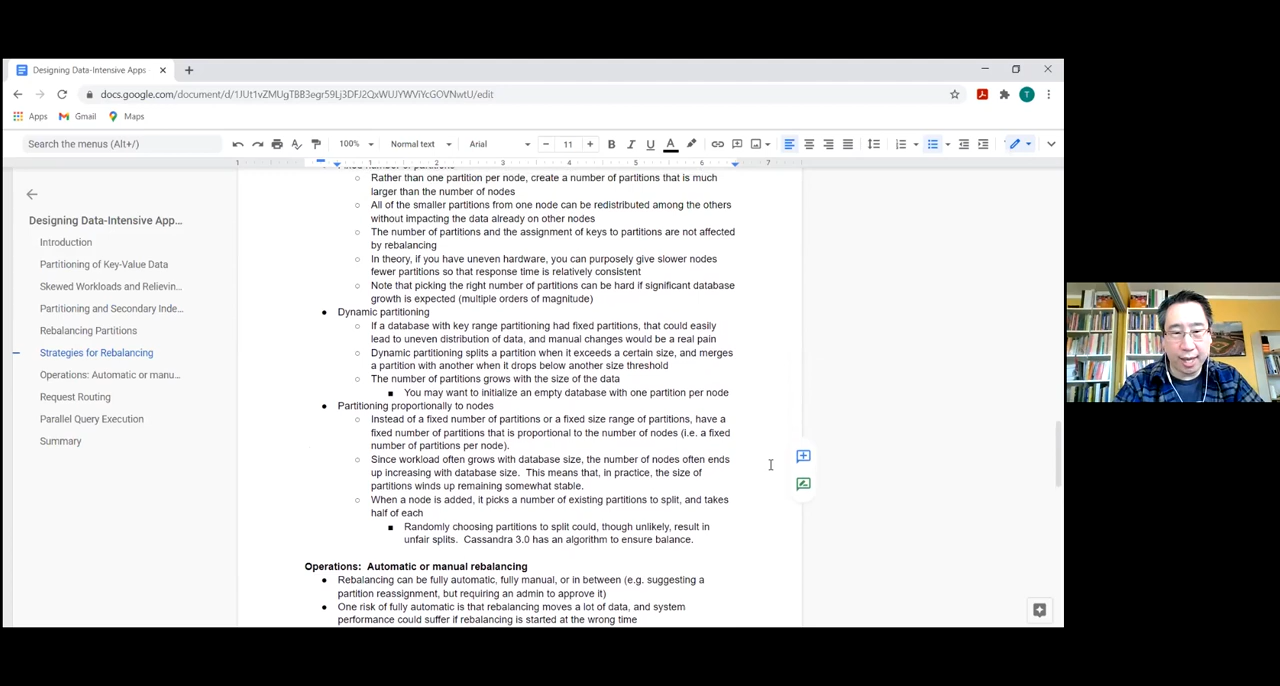 Designing Data-Intensive Apps
docs.google.com/document/d/1JUt1vZMUgTBB3egr59Lj3DFJ2QxWUJYWViYcGOVNwtU/edit
T
Apps
Gmail
Maps
Search the menus (Alt+/)
100%
Normal text
Arial
11
B
I
U
A
1
1
2
3
4
5
6
7
Designing Data-Intensive App...
Introduction
Partitioning of Key-Value Data
Skewed Workloads and Relievin...
Partitioning and Secondary Inde...
Rebalancing Partitions
Strategies for Rebalancing
Operations: Automatic or manu...
Request Routing
Parallel Query Execution
Summary
Rather than one partition per node, create a number of partitions that is much
larger than the number of nodes
All of the smaller partitions from one node can be redistributed among the others
without impacting the data already on other nodes
The number of partitions and the assignment of keys to partitions are not affected
by rebalancing
In theory, if you have uneven hardware, you can purposely give slower nodes
fewer partitions so that response time is relatively consistent
Note that picking the right number of partitions can be hard if significant database
growth is expected (multiple orders of magnitude)
Dynamic partitioning
If a database with key range partitioning had fixed partitions, that could easily
lead to uneven distribution of data, and manual changes would be a real pain
Dynamic partitioning splits a partition when it exceeds a certain size, and merges
a partition with another when it drops below another size threshold
The number of partitions grows with the size of the data
You may want to initialize an empty database with one partition per node
Partitioning proportionally to nodes
Instead of a fixed number of partitions or a fixed size range of partitions, have a
fixed number of partitions that is proportional to the number of nodes (i.e. a fixed
number of partitions per node).
Since workload often grows with database size, the number of nodes often ends
up increasing with database size. This means that, in practice, the size of
partitions winds up remaining somewhat stable.
When a node is added, it picks a number of existing partitions to split, and takes
half of each
Randomly choosing partitions to split could, though unlikely, result in
unfair splits. Cassandra 3.0 has an algorithm to ensure balance.
Operations: Automatic or manual rebalancing
Rebalancing can be fully automatic, fully manual, or in between (e.g. suggesting a
partition reassignment, but requiring an admin to approve it)
One risk of fully automatic is that rebalancing moves a lot of data, and system
performance could suffer if rebalancing is started at the wrong time